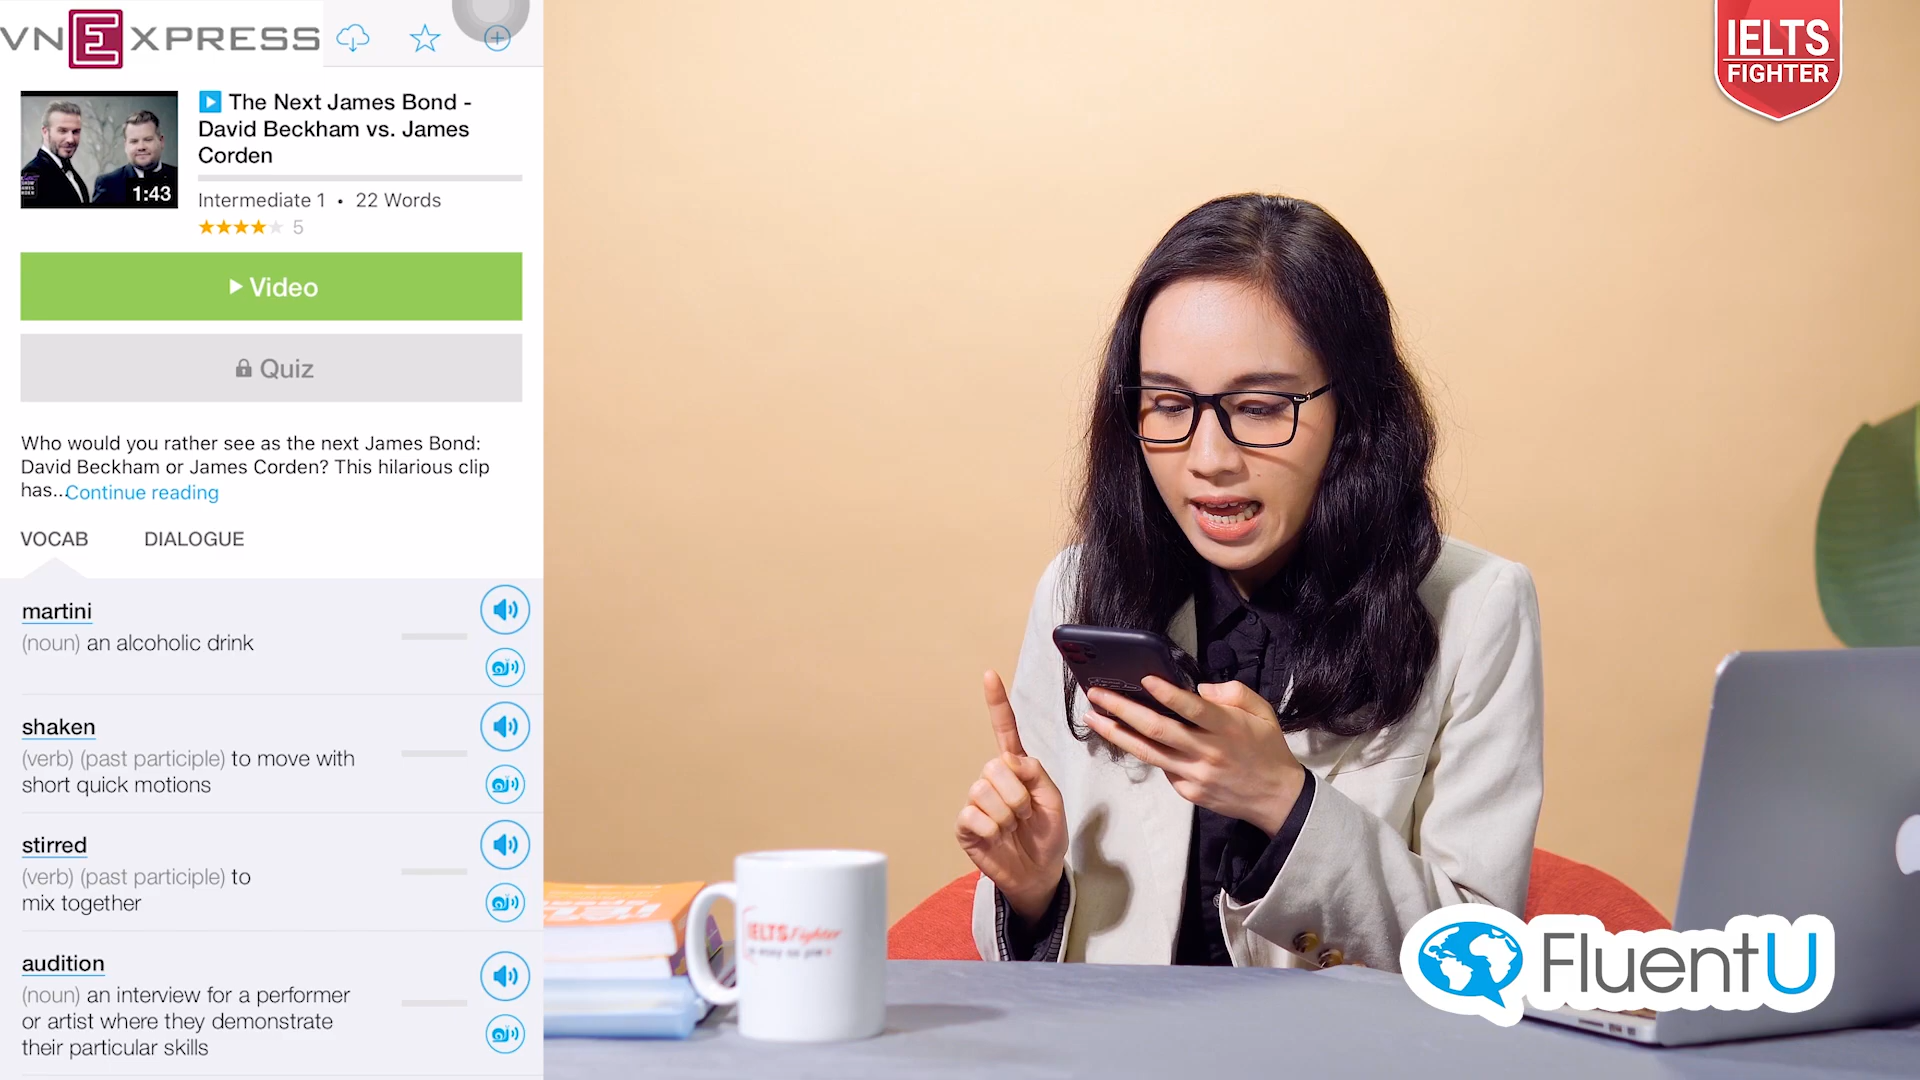 VNEXPRESS
The Next James Bond -
David Beckham vs. James
Corden
1:43
Intermediate 1 • 22 Words
5
Video
Quiz
Who would you rather see as the next James Bond:
David Beckham or James Corden? This hilarious clip
has...Continue reading
VOCAB DIALOGUE
martini
(noun) an alcoholic drink
shaken
(verb) (past participle) to move with
short quick motions
stirred
(verb) (past participle) to
mix together
audition
(noun) an interview for a performer
or artist where they demonstrate
their particular skills
IELTS
FIGHTER
IELTS Fighter
FluentU